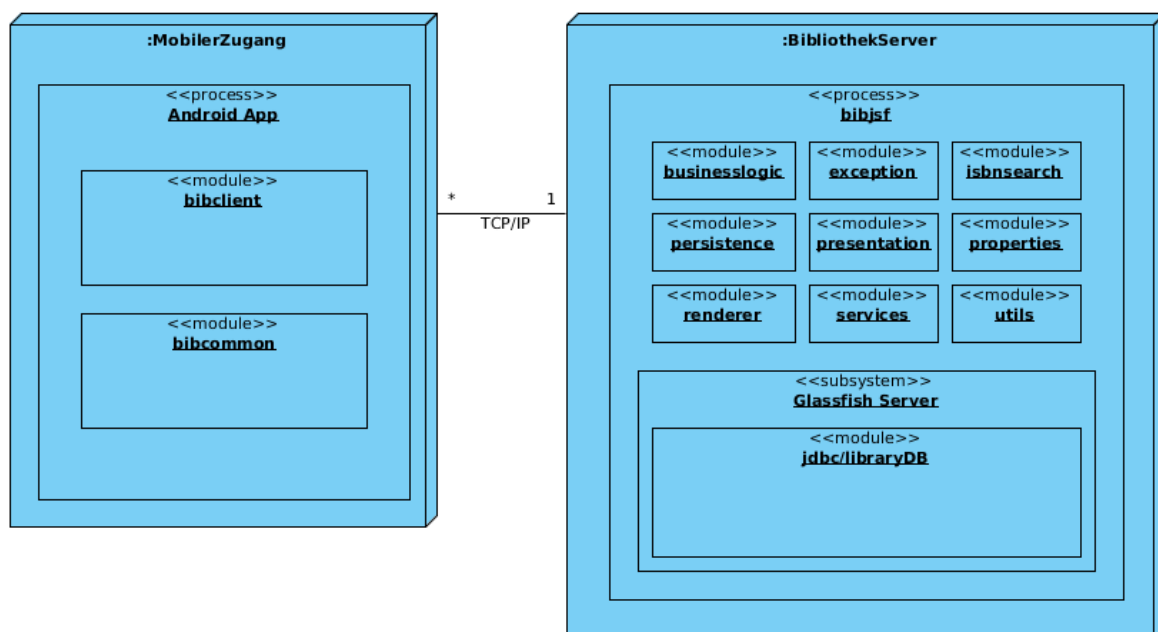 :MobilerZugang
<<process>>
Android App
<<module>>
bibclient
<<module>>
bibcommon
*
1
TCP/IP
:BibliothekServer
<<process>>
bibjsf
<<module>>
businesslogic
<<module>>
exception
<<module>>
isbnsearch
<<module>>
persistence
<<module>>
presentation
<<module>>
properties
<<module>>
renderer
<<module>>
services
<<module>>
utils
<<subsystem>>
Glassfish Server
<<module>>
jdbc/libraryDB